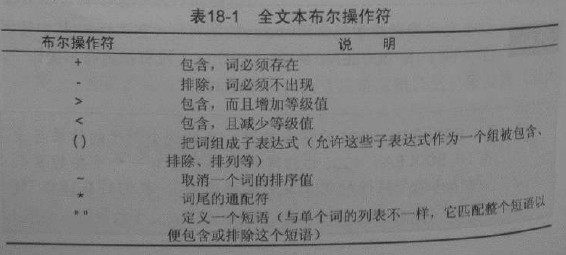 表18-1 全文本布尔操作符
布尔操作符 说 明
+ 包含，词必须存在
- 排除，词必须不出现
> 包含，而且增加等级值
< 包含，且减少等级值
( ) 把词组成子表达式（允许这些子表达式作为一个组被包含、
排除、排列等）
~ 取消一个词的排序值
* 词尾的通配符
" " 定义一个短语（与单个词的列表不一样，它匹配整个短语以
便包含或排除这个短语）